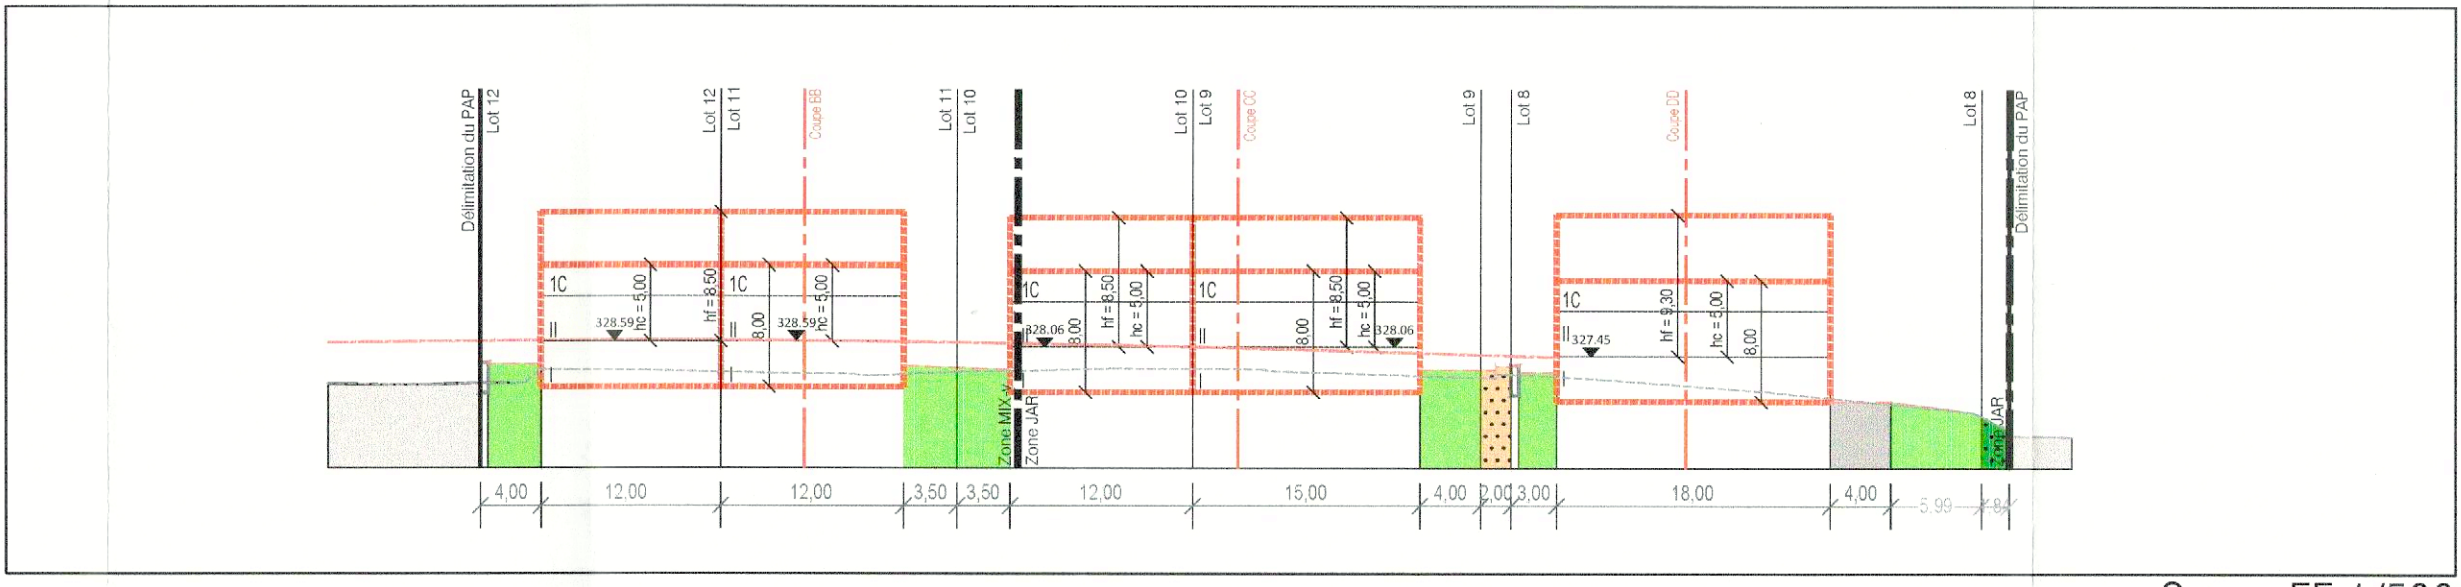 Délimitation du PAP
Lot 12
Lot 12
Lot 11
Coupe BB
Lot 11
Lot 10
Lot 10
Lot 9
Coupe CC
Lot 9
Lot 8
Coupe DD
Lot 8
Délimitation du PAP
1C
hc = 5,00
hf = 8,50
1C
8,00
hc = 5,00
II
328.59
II
328.59
I
I
1C
hf = 8,50
hc = 5,00
8,00
1C
8,00
hf = 8,50
hc = 5,00
II
328.06
II
328.06
I
1C
hf = 9,30
hc = 5,00
8,00
II
327.45
I
Zone MIX-v
Zone JAR
Zone JAR
4,00
12,00
12,00
3,50
3,50
12,00
15,00
4,00
2,00
3,00
18,00
4,00
5.99